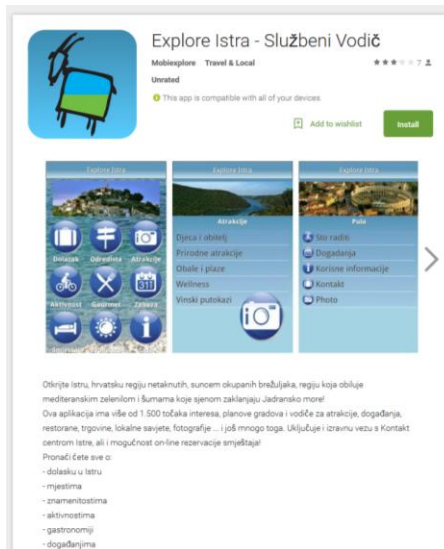 Explore Istra - Službeni Vodič
Mobiexplore Travel & Local
7
Unrated
This app is compatible with all of your devices.
Add to wishlist
Install
Explore Istra
Dolazak
Odredišta
Atrakcije
Aktivnost
Gourmet
Zabava
Explore Istra
Atrakcije
Djeca i obitelj
Prirodne atrakcije
Obale i plaze
Wellness
Vinski putokazi
Explore Istra
Pula
Sto raditi
Događanja
Korisne informacije
Kontakt
Photo
Otkrijte Istru, hrvatsku regiju netaknutih, suncem okupanih brežuljaka, regiju koja obiluje
mediteranskim zelenilom i šumama koje sjenom zaklanjaju Jadransko more!
Ova aplikacija ima više od 1.500 točaka interesa, planove gradova i vodiče za atrakcije, događanja,
restorane, trgovine, lokalne savjete, fotografije ... i još mnogo toga. Uključuje i izravnu vezu s Kontakt
centrom Istre, ali i mogućnost on-line rezervacije smještaja!
Pronaći ćete sve o:
- dolasku u Istru
- mjestima
- znamenitostima
- aktivnostima
- gastronomiji
- događanjima